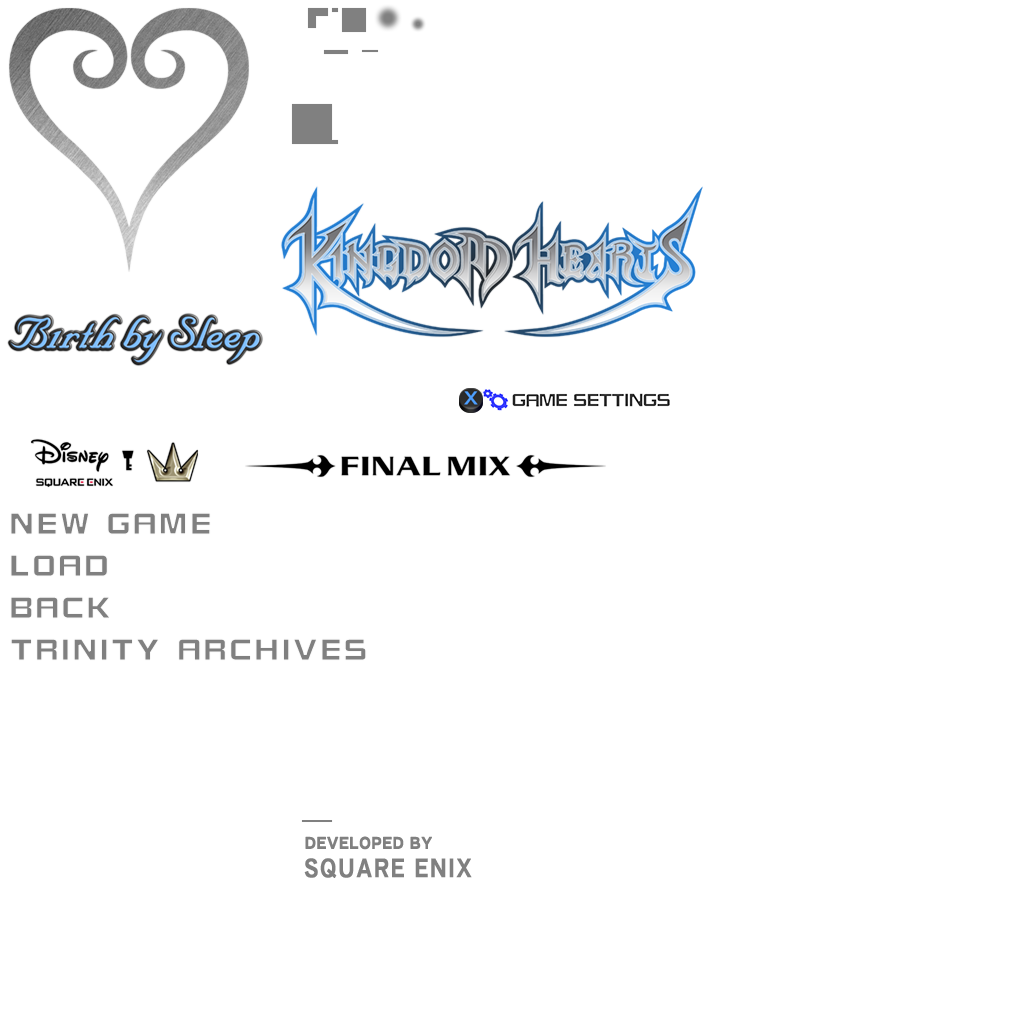 KINGDOM HEARTS
Birth by Sleep
X GAME SETTINGS
Disney
SQUARE ENIX
FINAL MIX
NEW GAME
LOAD
BACK
TRINITY ARCHIVES
DEVELOPED BY
SQUARE ENIX